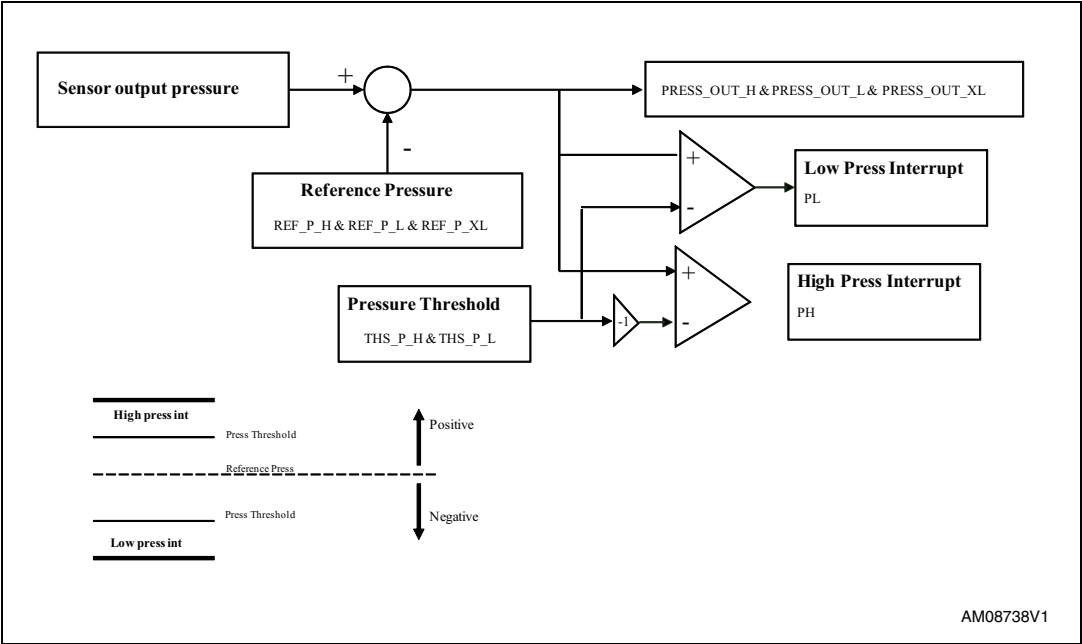 Sensor output pressure
+
PRESS_OUT_H & PRESS_OUT_L & PRESS_OUT_XL
-
Reference Pressure
REF_P_H & REF_P_L & REF_P_XL
+
-
Low Press Interrupt
PL
Pressure Threshold
THS_P_H & THS_P_L
-1
+
-
High Press Interrupt
PH
High press int
Press Threshold
Reference Press
Press Threshold
Low press int
Positive
Negative
AM08738V1